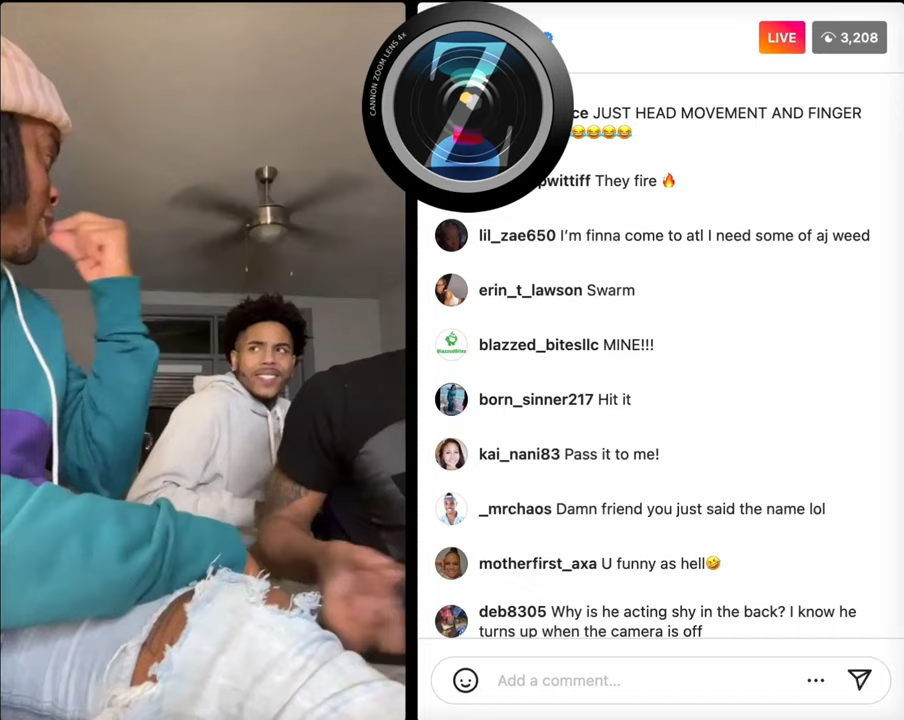 CANNON ZOOM LENS 4x
Z
LIVE
3,208
ce JUST HEAD MOVEMENT AND FINGER
😂😂😂😂
pwittiff They fire 🔥
lil_zae650 I'm finna come to atl I need some of aj weed
erin_t_lawson Swarm
blazzed_bitesllc MINE!!!
born_sinner217 Hit it
kai_nani83 Pass it to me!
_mrchaos Damn friend you just said the name lol
motherfirst_axa U funny as hell🤣
deb8305 Why is he acting shy in the back? I know he
turns up when the camera is off
Add a comment...